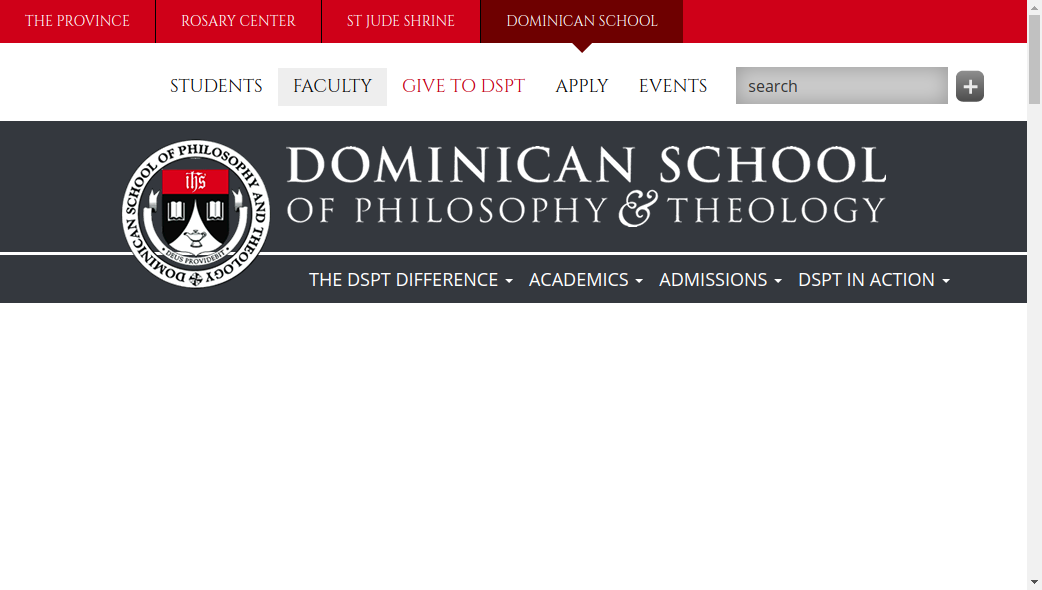 THE PROVINCE ROSARY CENTER ST JUDE SHRINE DOMINICAN SCHOOL
STUDENTS FACULTY GIVE TO DSPT APPLY EVENTS search +
DOMINICAN SCHOOL OF PHILOSOPHY AND THEOLOGY
ihs
DEUS PROVIDEBIT
DOMINICAN SCHOOL
OF PHILOSOPHY & THEOLOGY
THE DSPT DIFFERENCE ACADEMICS ADMISSIONS DSPT IN ACTION